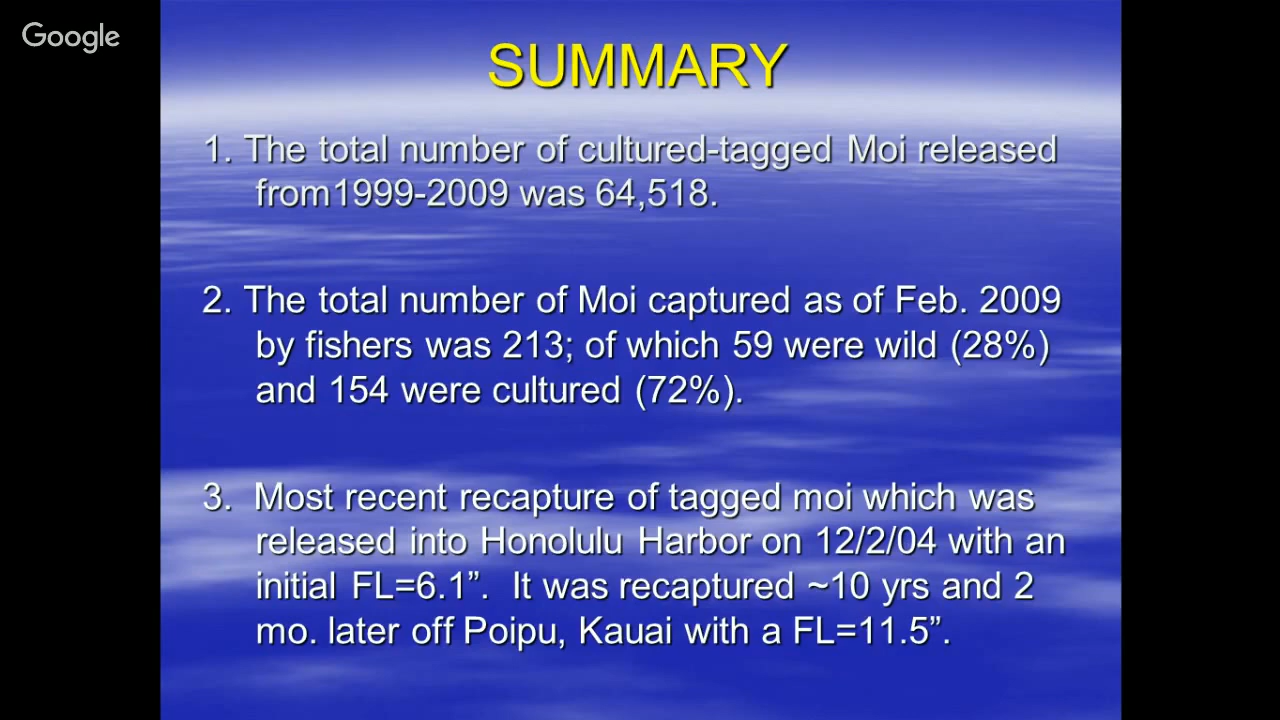 Google
SUMMARY
1. The total number of cultured-tagged Moi released
from1999-2009 was 64,518.
2. The total number of Moi captured as of Feb. 2009
by fishers was 213; of which 59 were wild (28%)
and 154 were cultured (72%).
3. Most recent recapture of tagged moi which was
released into Honolulu Harbor on 12/2/04 with an
initial FL=6.1”. It was recaptured ~10 yrs and 2
mo. later off Poipu, Kauai with a FL=11.5”.